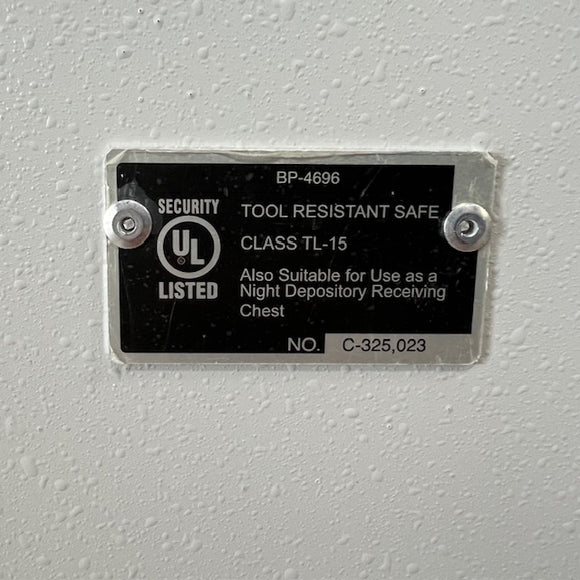 BP-4696
SECURITY
UL
LISTED
TOOL RESISTANT SAFE
CLASS TL-15
Also Suitable for Use as a
Night Depository Receiving
Chest
NO. C-325,023